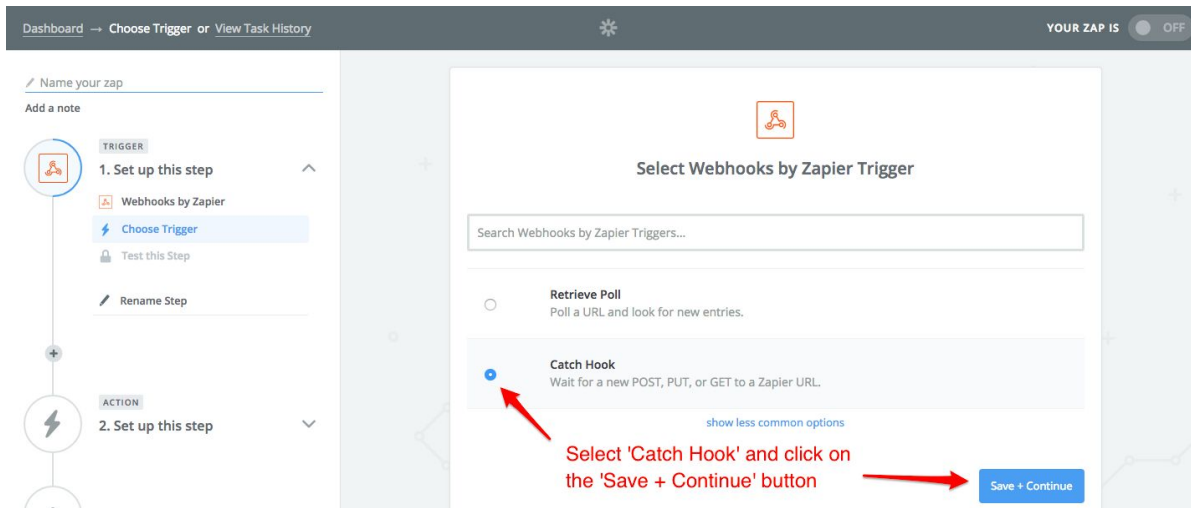 Dashboard → Choose Trigger or View Task History
YOUR ZAP IS
OFF
Name your zap
Add a note
TRIGGER
1. Set up this step
Webhooks by Zapier
Choose Trigger
Test this Step
Rename Step
ACTION
2. Set up this step
Select Webhooks by Zapier Trigger
Search Webhooks by Zapier Triggers...
Retrieve Poll
Poll a URL and look for new entries.
Catch Hook
Wait for a new POST, PUT, or GET to a Zapier URL.
show less common options
Select 'Catch Hook' and click on
the 'Save + Continue' button
Save + Continue